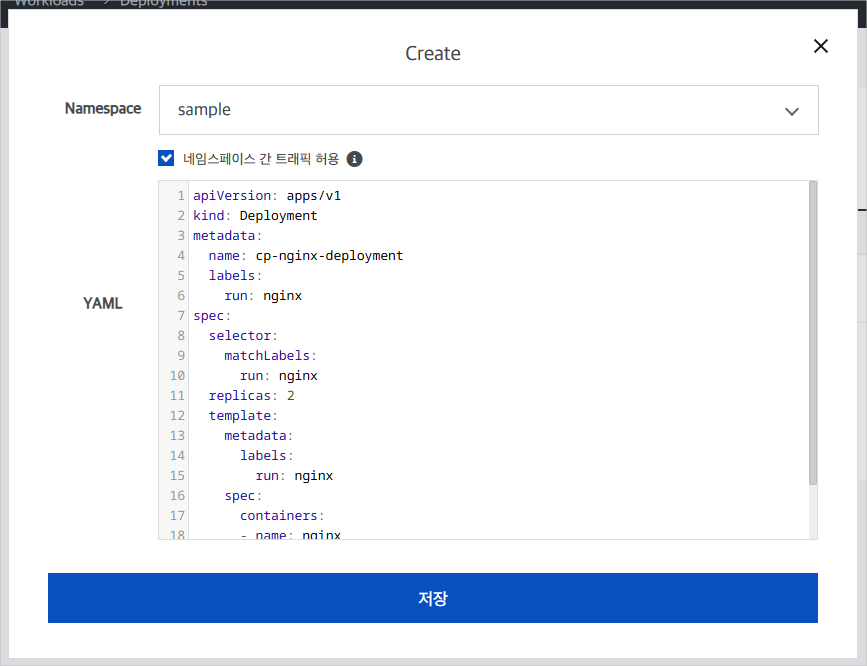 Workloads > Deployments
Create
Namespace
sample
네임스페이스 간 트래픽 허용
YAML
1 apiVersion: apps/v1
2 kind: Deployment
3 metadata:
4   name: cp-nginx-deployment
5   labels:
6     run: nginx
7 spec:
8   selector:
9     matchLabels:
10       run: nginx
11   replicas: 2
12   template:
13     metadata:
14       labels:
15         run: nginx
16     spec:
17       containers:
18       - name: nginx
저장